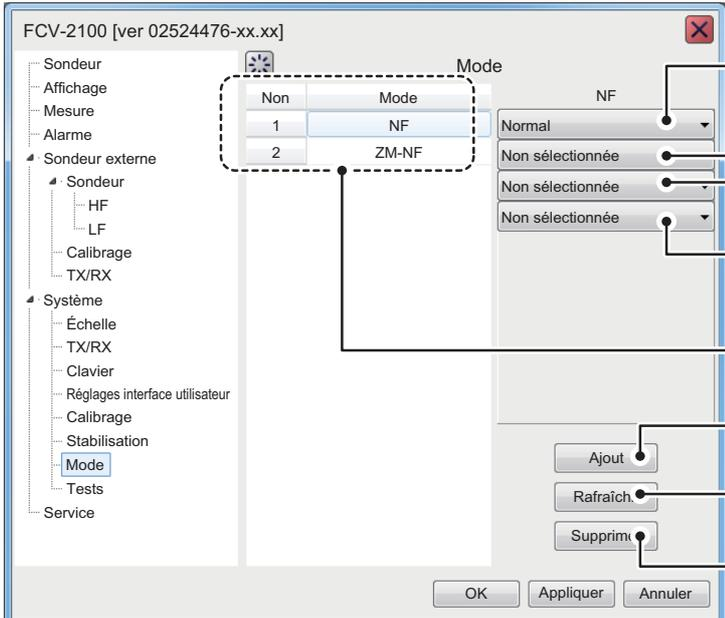 FCV-2100 [ver 02524476-xx.xx]
Sondeur
Affichage
Mesure
Alarme
Sondeur externe
Sondeur
HF
LF
Calibrage
TX/RX
Système
Échelle
TX/RX
Clavier
Réglages interface utilisateur
Calibrage
Stabilisation
Mode
Tests
Service
Mode
Non Mode
1 NF
2 ZM-NF
NF
Normal
Non sélectionnée
Non sélectionnée
Non sélectionnée
Ajout
Rafraîch
Supprim
OK Appliquer Annuler